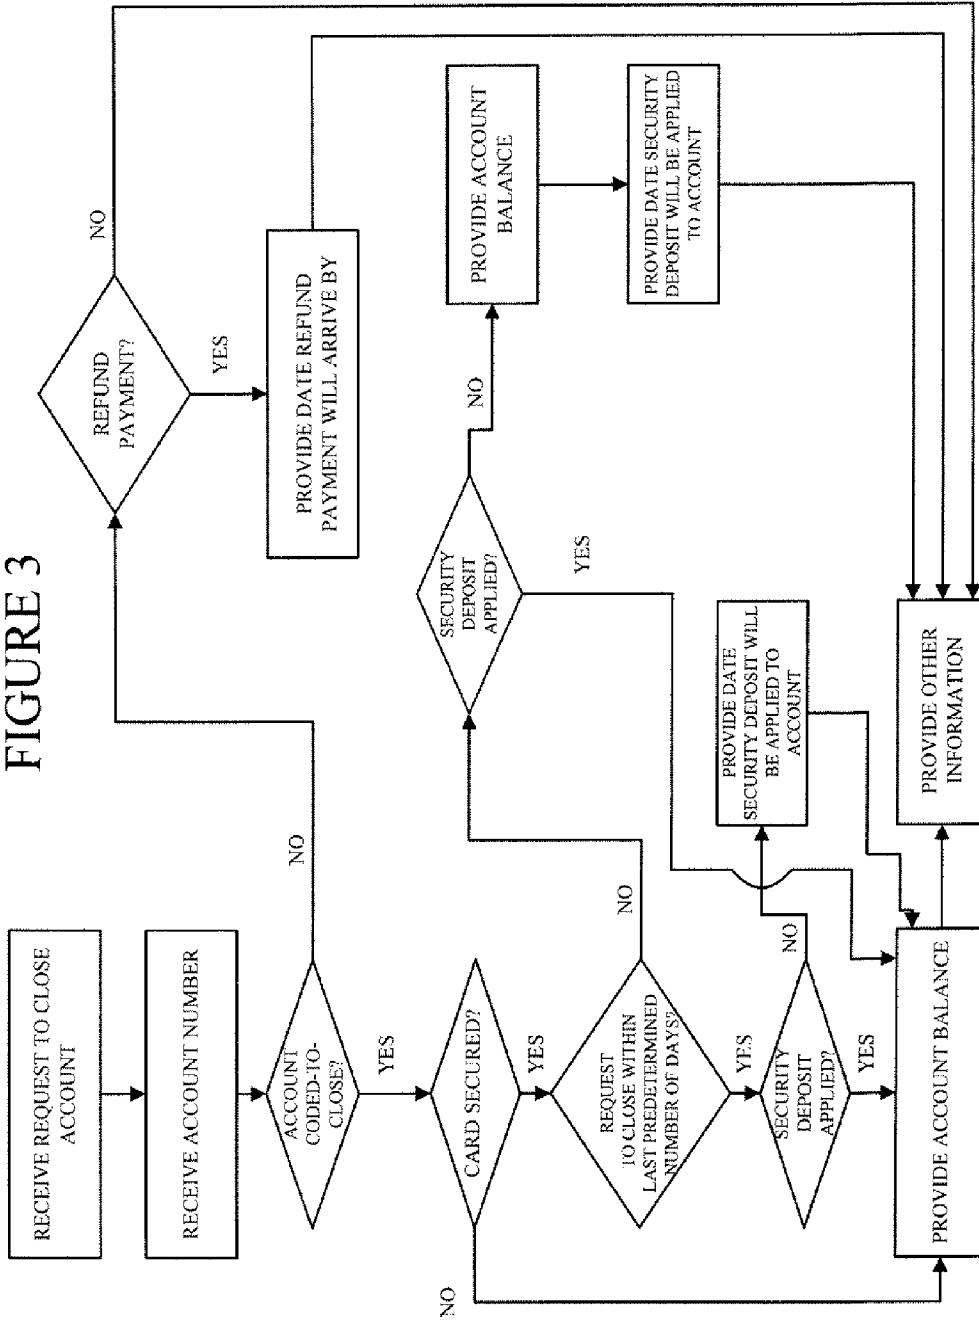 FIGURE 3
RECEIVE REQUEST TO CLOSE
ACCOUNT
RECEIVE ACCOUNT NUMBER
ACCOUNT
CODED-TO-
CLOSE?
NO
YES
REFUND
PAYMENT?
NO
YES
PROVIDE DATE REFUND
PAYMENT WILL ARRIVE BY
CARD SECURED?
NO
YES
REQUEST
TO CLOSE WITHIN
LAST PREDETERMINED
NUMBER OF DAYS?
NO
YES
SECURITY
DEPOSIT
APPLIED?
NO
YES
PROVIDE ACCOUNT
BALANCE
PROVIDE DATE SECURITY
DEPOSIT WILL BE APPLIED
TO ACCOUNT
SECURITY
DEPOSIT
APPLIED?
NO
YES
PROVIDE DATE
SECURITY DEPOSIT WILL
BE APPLIED TO
ACCOUNT
PROVIDE ACCOUNT BALANCE
PROVIDE OTHER
INFORMATION